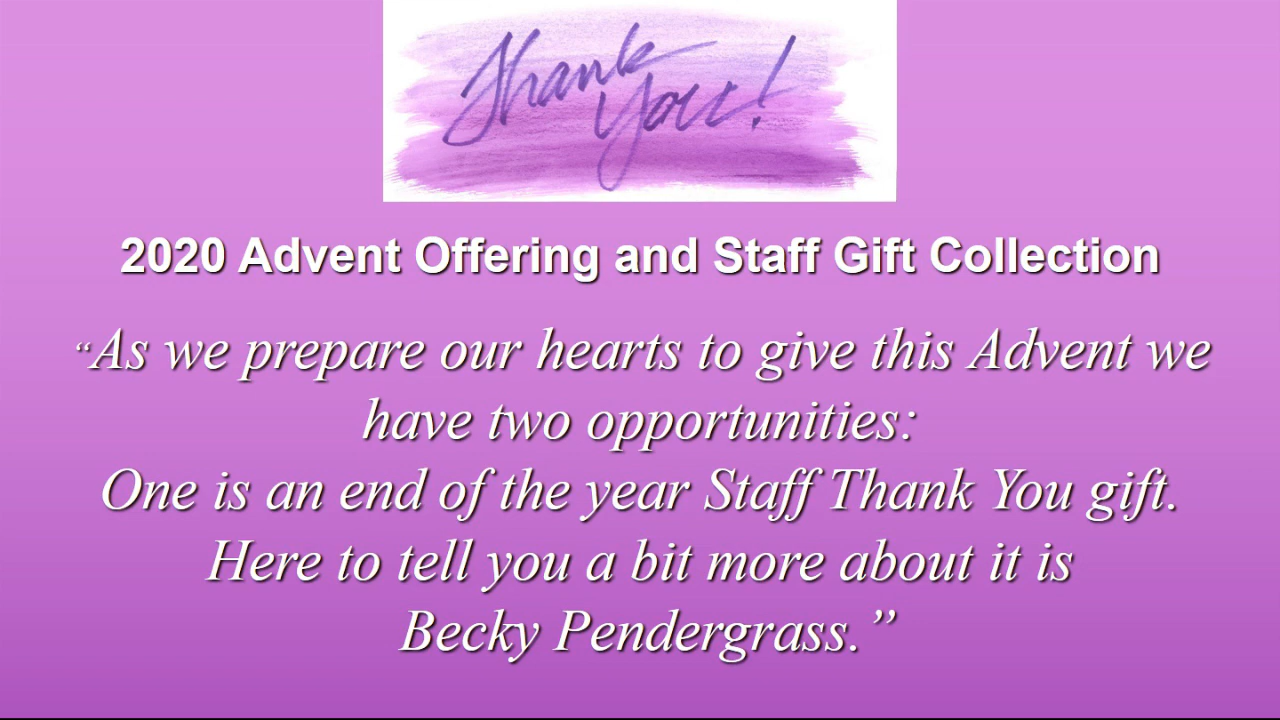 Thank
You!
2020 Advent Offering and Staff Gift Collection
“As we prepare our hearts to give this Advent we
have two opportunities:
One is an end of the year Staff Thank You gift.
Here to tell you a bit more about it is
Becky Pendergrass.”